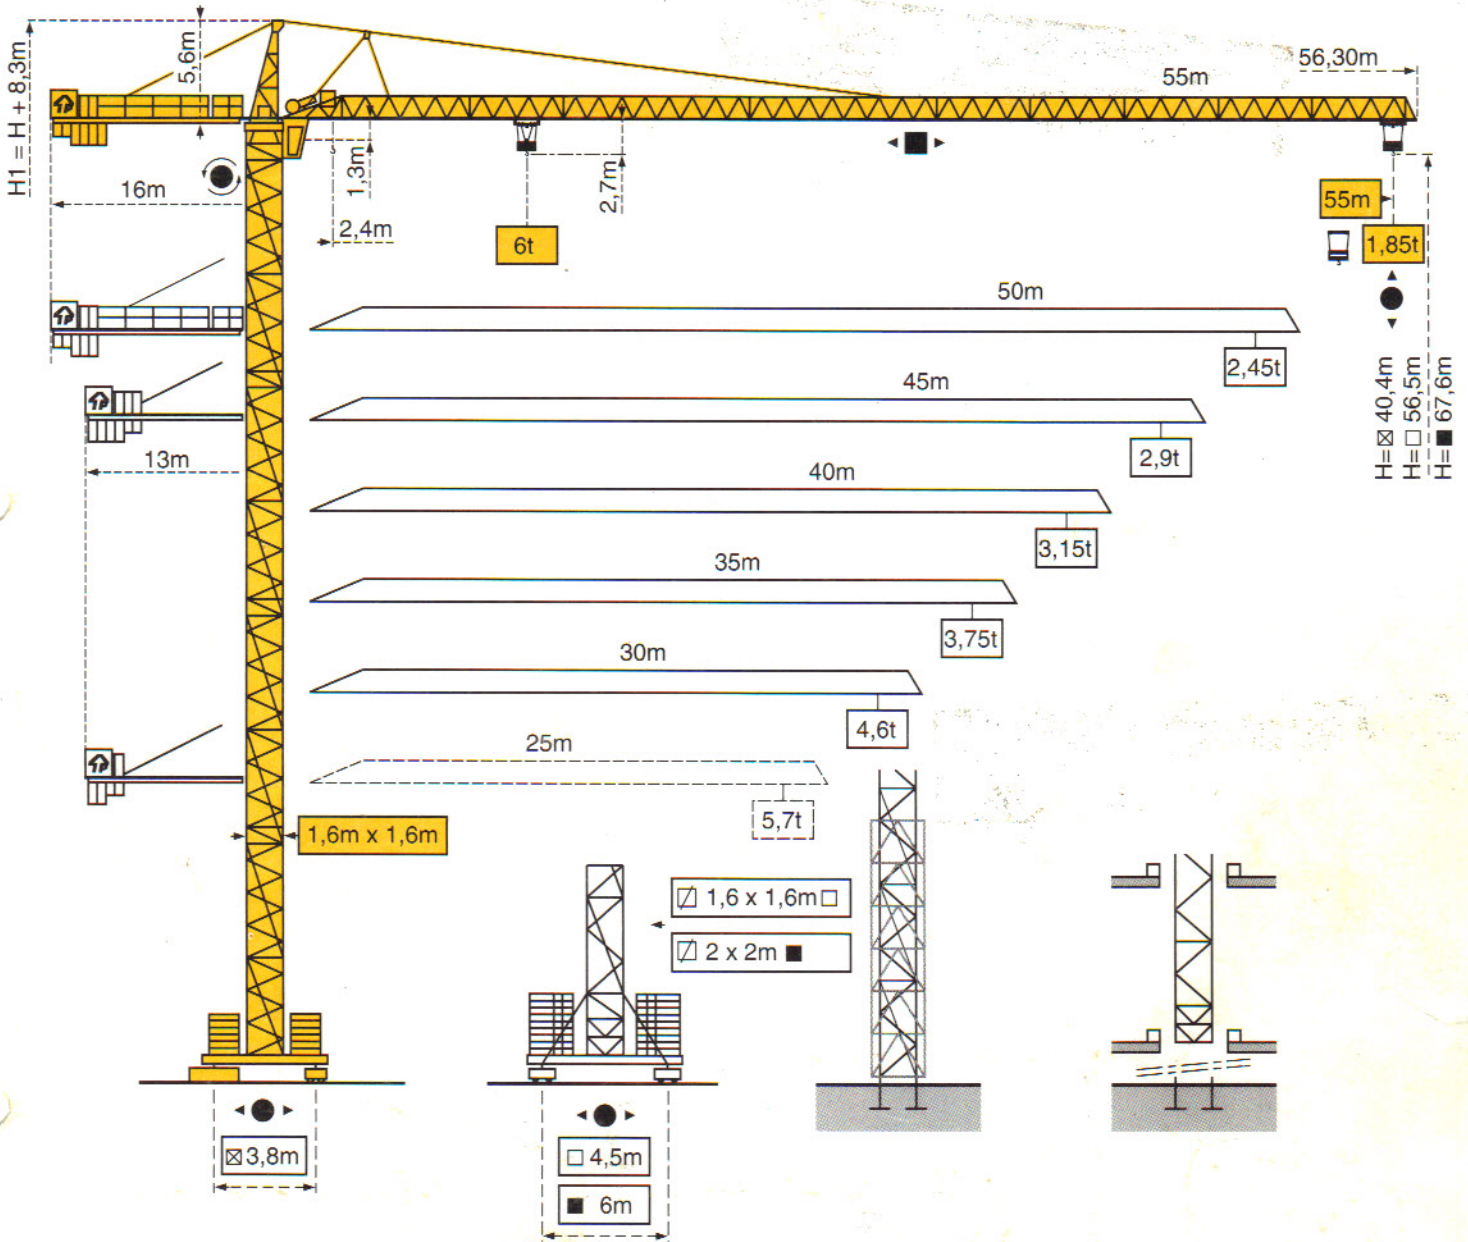 H1 = H + 8,3m
5,6m
56,30m
55m
16m
1,3m
2,7m
2,4m
6t
55m
1,85t
50m
2,45t
H= ☒ 40,4m
H= □ 56,5m
H= ■ 67,6m
45m
2,9t
13m
40m
3,15t
35m
3,75t
30m
4,6t
25m
5,7t
1,6m x 1,6m
1,6 x 1,6m □
2 x 2m ■
☒ 3,8m
□ 4,5m
■ 6m